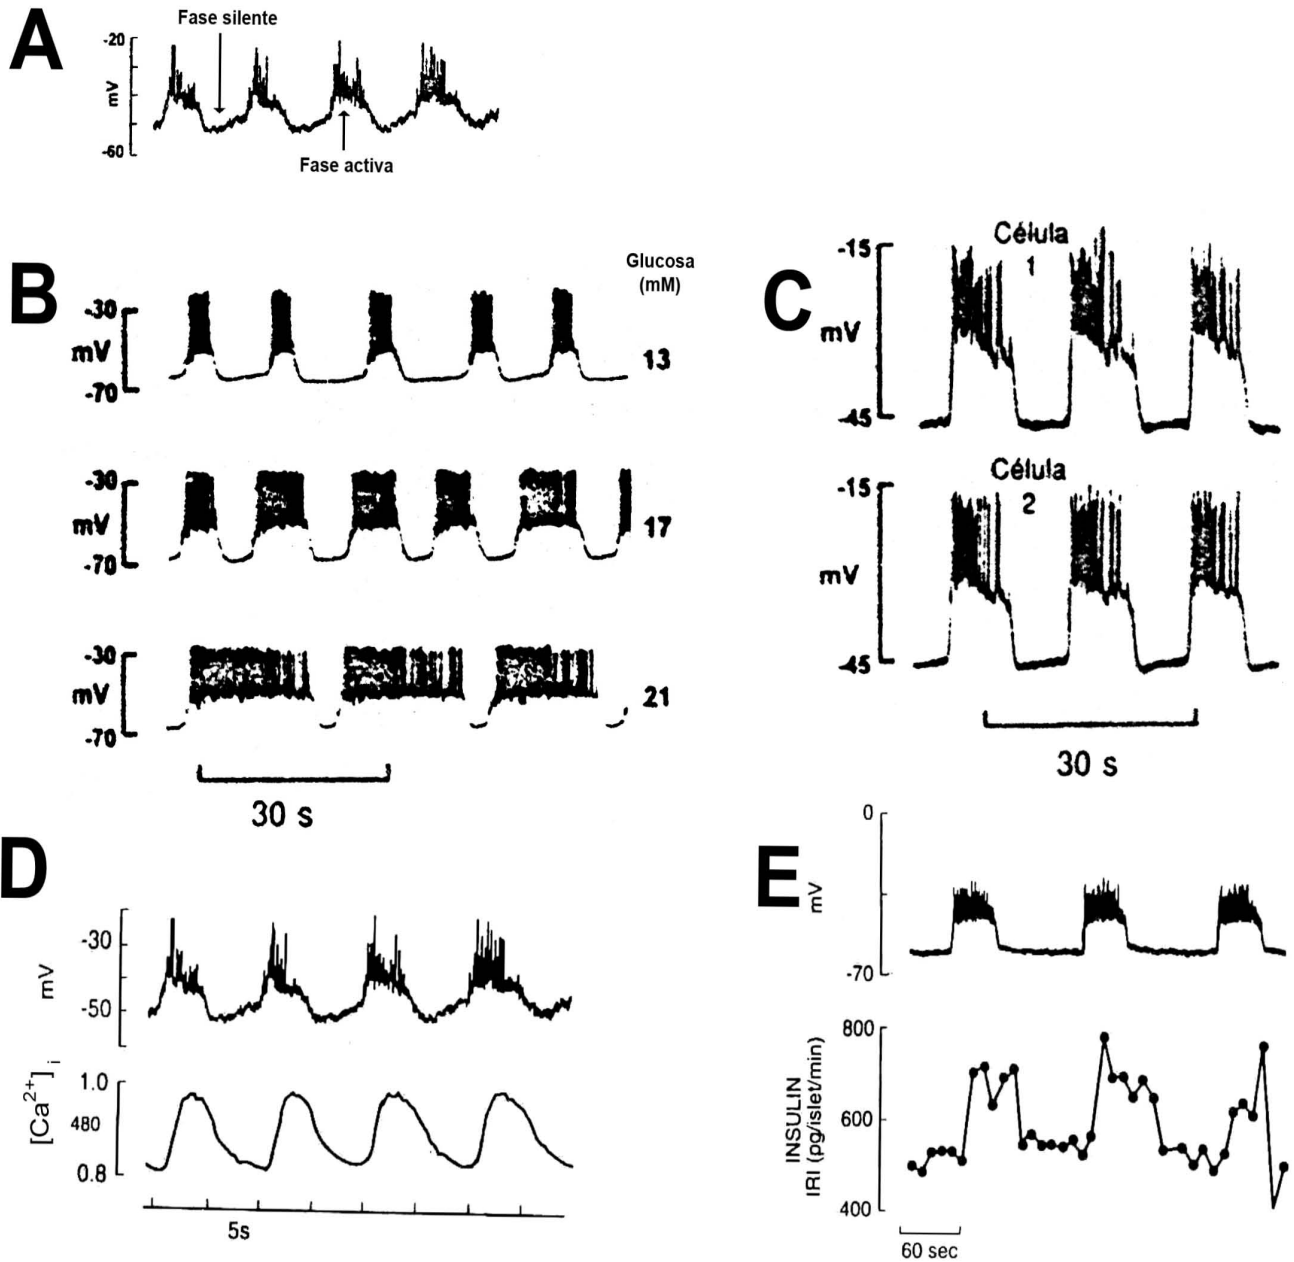 A
Fase silente
-20
mV
-60
Fase activa
B
Glucosa
(mM)
-30
mV
-70
13
-30
mV
-70
17
-30
mV
-70
21
30 s
C
Célula
1
-15
mV
-45
Célula
2
-15
mV
-45
30 s
D
-30
mV
-50
[Ca2+]i
1.0
480
0.8
5s
E
0
mV
-70
800
INSULIN
IRI (pg/islet/min)
600
400
60 sec